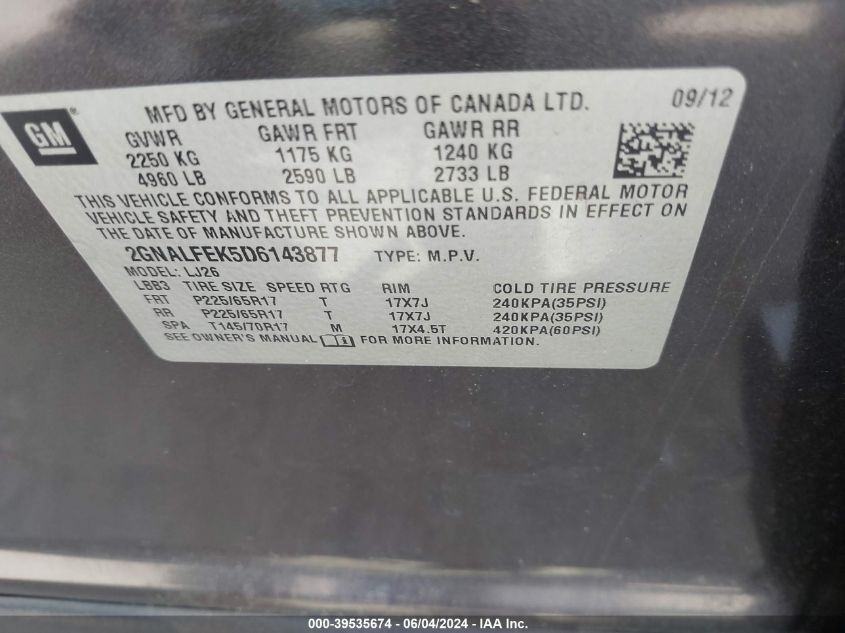 GM®
MFD BY GENERAL MOTORS OF CANADA LTD. 09/12
GVWR GAWR FRT GAWR RR
2250 KG 1175 KG 1240 KG
4960 LB 2590 LB 2733 LB
THIS VEHICLE CONFORMS TO ALL APPLICABLE U.S. FEDERAL MOTOR
VEHICLE SAFETY AND THEFT PREVENTION STANDARDS IN EFFECT ON
THE DATE OF MANUFACTURE SHOWN ABOVE.
2GNALFEK5D6143877 TYPE: M.P.V.
MODEL: LJ26
LBB3 TIRE SIZE SPEED RTG RIM COLD TIRE PRESSURE
FRT P225/65R17 T 17X7J 240KPA(35PSI)
RR P225/65R17 T 17X7J 240KPA(35PSI)
SPA T145/70R17 M 17X4.5T 420KPA(60PSI)
SEE OWNER'S MANUAL FOR MORE INFORMATION.
000-39535674 - 06/04/2024 - IAA Inc.